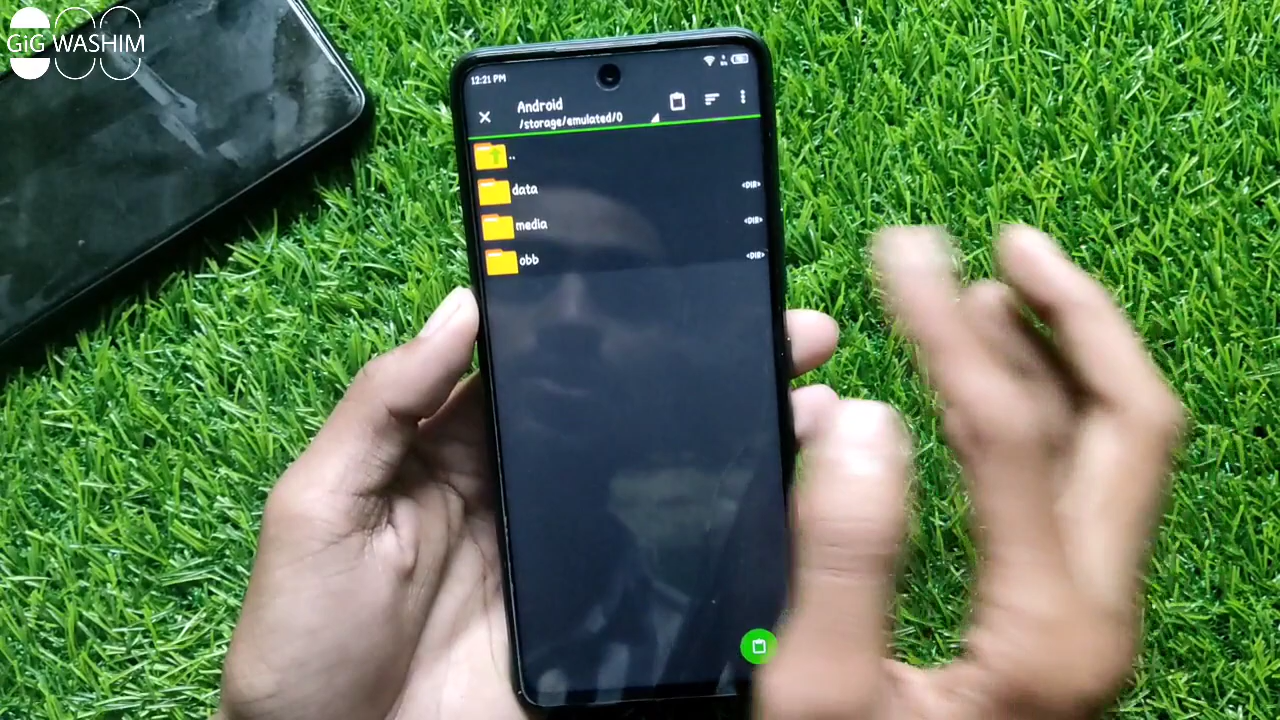 GiG WASHIM
12:21 PM
Android
/storage/emulated/0
..
data <DIR>
media <DIR>
obb <DIR>